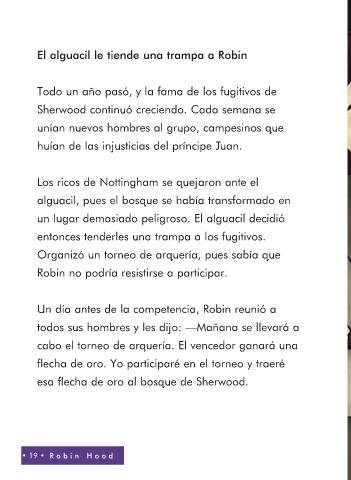 El alguacil le tiende una trampa a Robin
Todo un año pasó, y la fama de los fugitivos de
Sherwood continuó creciendo. Cada semana se
unían nuevos hombres al grupo, campesinos que
huían de las injusticias del príncipe Juan.
Los ricos de Nottingham se quejaron ante el
alguacil, pues el bosque se había transformado en
un lugar demasiado peligroso. El alguacil decidió
entonces tenderles una trampa a los fugitivos.
Organizó un torneo de arquería, pues sabía que
Robin no podría resistirse a participar.
Un día antes de la competencia, Robin reunió a
todos sus hombres y les dijo: —Mañana se llevará a
cabo el torneo de arquería. El vencedor ganará una
flecha de oro. Yo participaré en el torneo y traeré
esa flecha de oro al bosque de Sherwood.
• 19 • Robin Hood